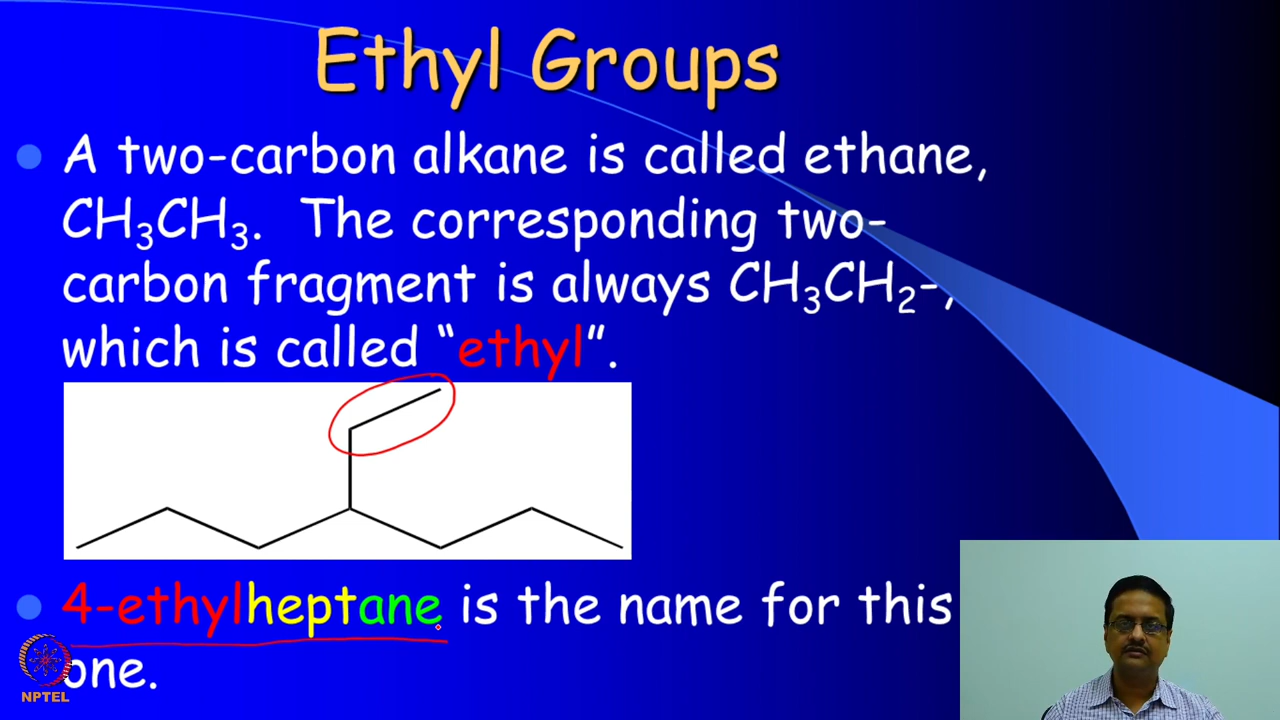 Ethyl Groups
A two-carbon alkane is called ethane,
CH₃CH₃. The corresponding two-
carbon fragment is always CH₃CH₂-,
which is called “ethyl”.
4-ethylheptane is the name for this
one.
NPTEL